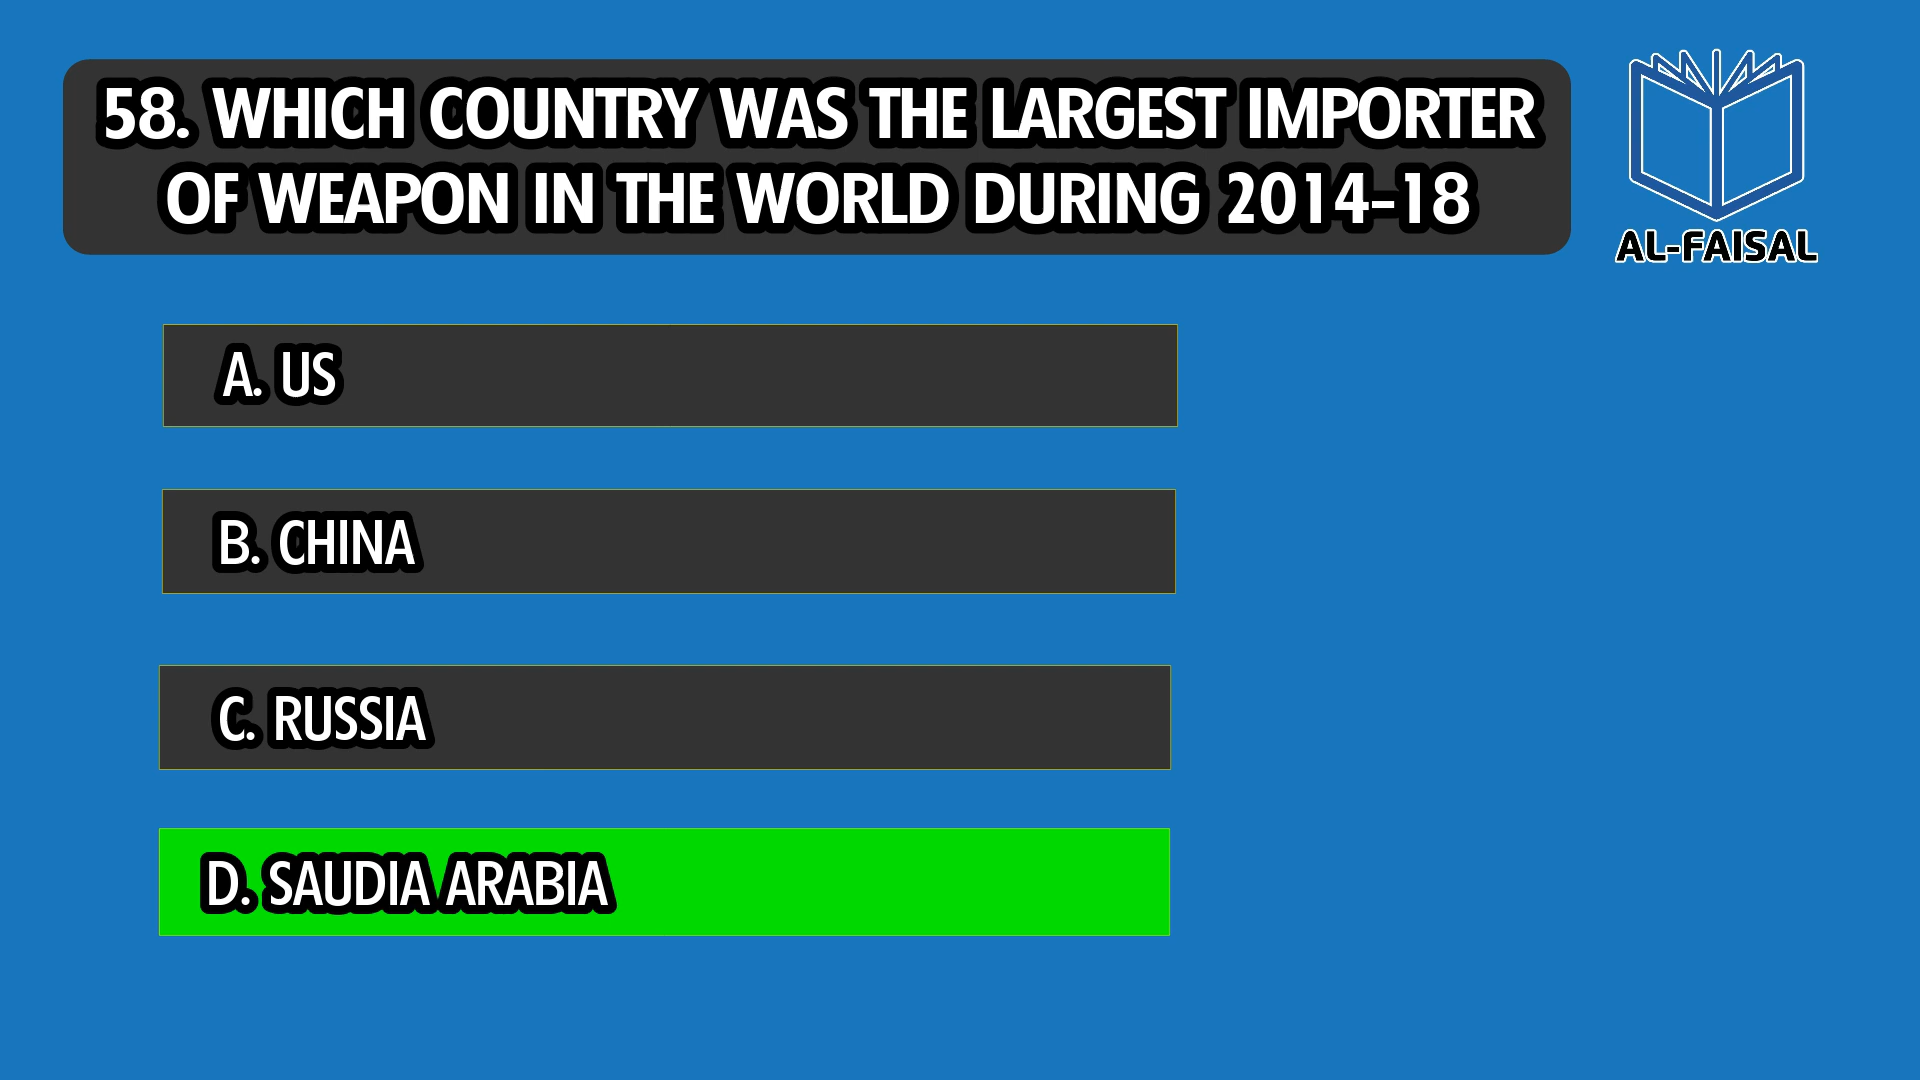 58. WHICH COUNTRY WAS THE LARGEST IMPORTER
OF WEAPON IN THE WORLD DURING 2014-18
AL-FAISAL
A. US
B. CHINA
C. RUSSIA
D. SAUDIA ARABIA